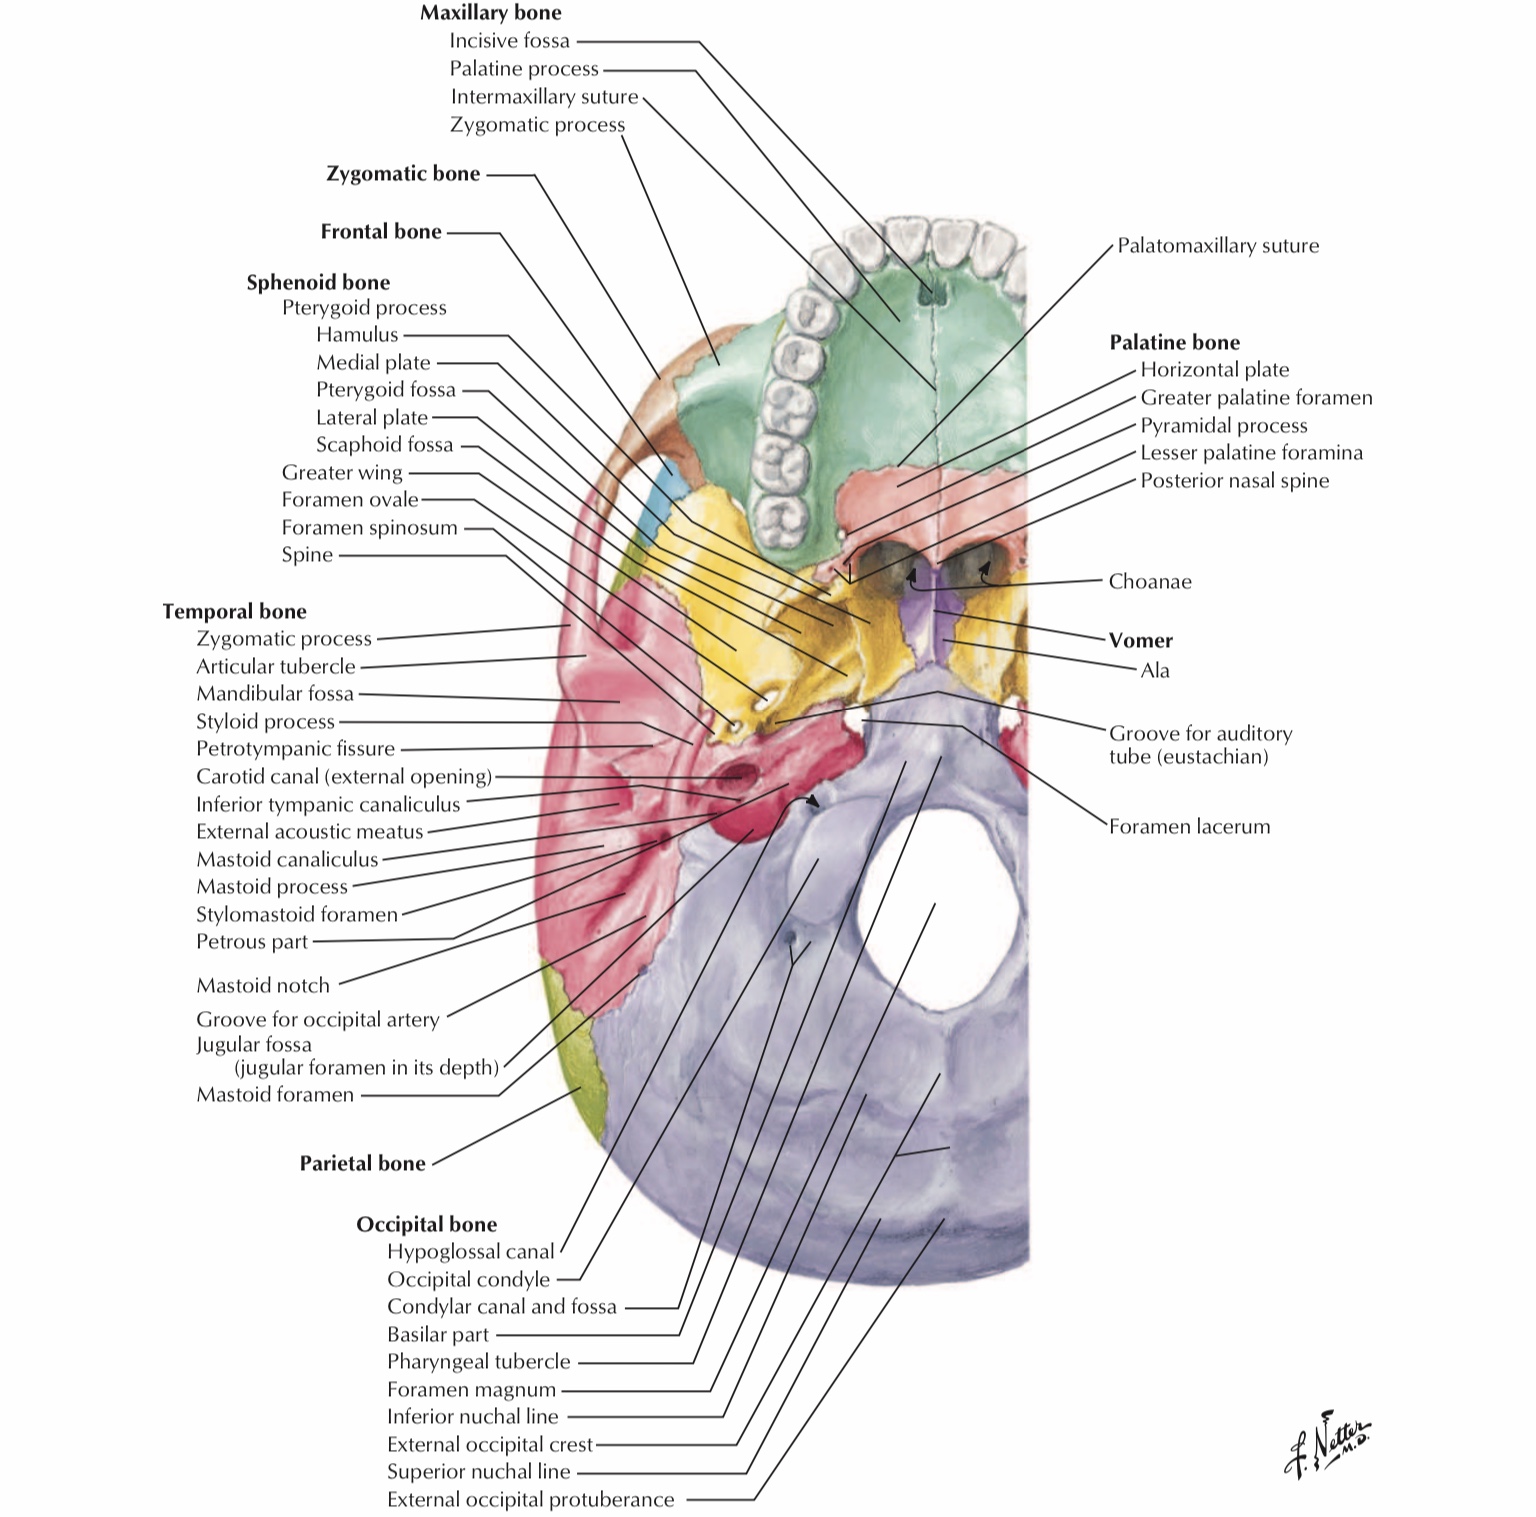 Maxillary bone
Incisive fossa
Palatine process
Intermaxillary suture
Zygomatic process
Zygomatic bone
Frontal bone
Sphenoid bone
Pterygoid process
Hamulus
Medial plate
Pterygoid fossa
Lateral plate
Scaphoid fossa
Greater wing
Foramen ovale
Foramen spinosum
Spine
Temporal bone
Zygomatic process
Articular tubercle
Mandibular fossa
Styloid process
Petrotympanic fissure
Carotid canal (external opening)
Inferior tympanic canaliculus
External acoustic meatus
Mastoid canaliculus
Mastoid process
Stylomastoid foramen
Petrous part
Mastoid notch
Groove for occipital artery
Jugular fossa
(jugular foramen in its depth)
Mastoid foramen
Parietal bone
Occipital bone
Hypoglossal canal
Occipital condyle
Condylar canal and fossa
Basilar part
Pharyngeal tubercle
Foramen magnum
Inferior nuchal line
External occipital crest
Superior nuchal line
External occipital protuberance
Palatomaxillary suture
Palatine bone
Horizontal plate
Greater palatine foramen
Pyramidal process
Lesser palatine foramina
Posterior nasal spine
Choanae
Vomer
Ala
Groove for auditory
tube (eustachian)
Foramen lacerum
F. Netter
M.D.